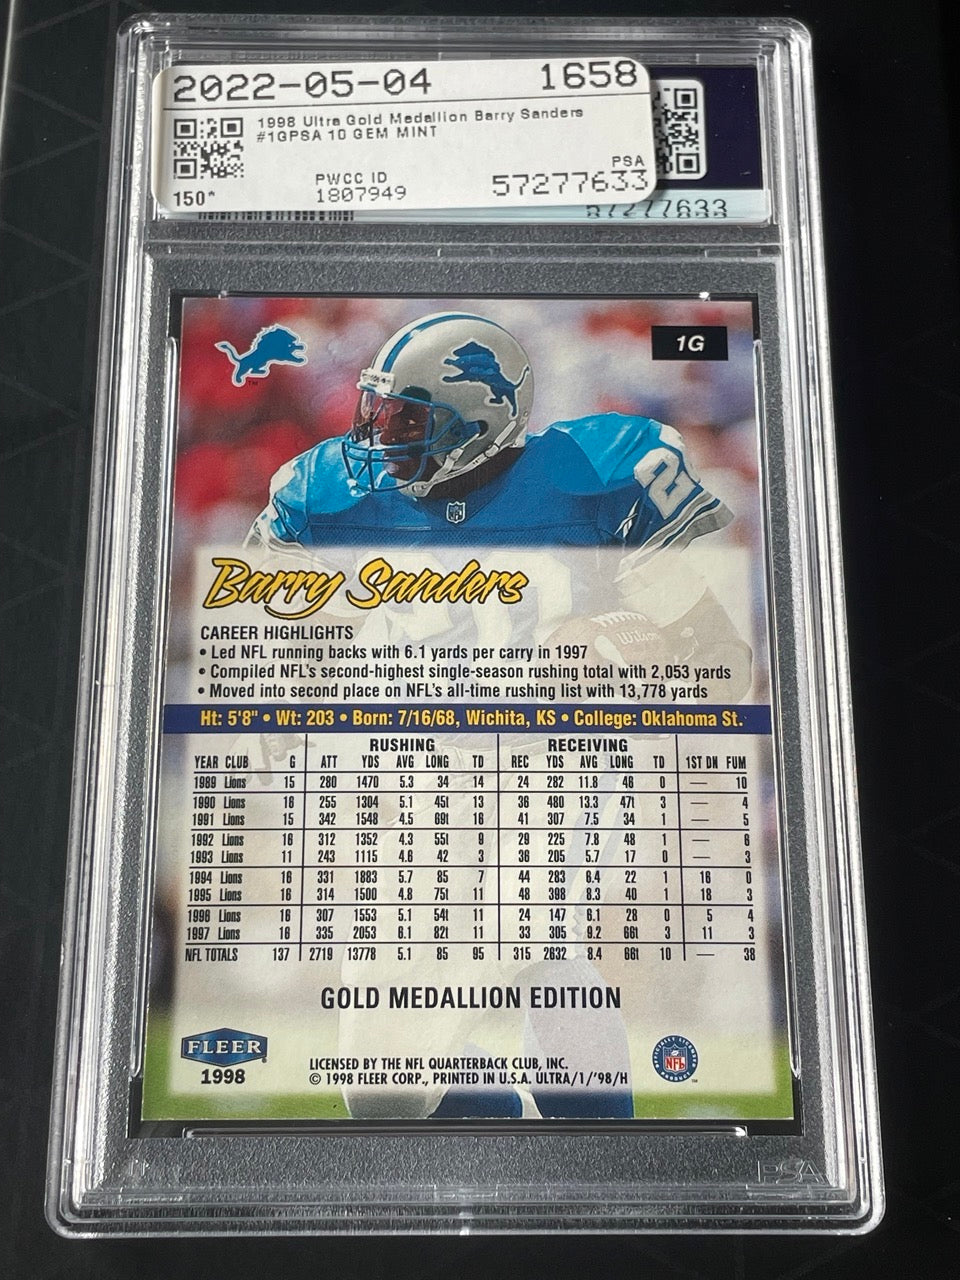 2022-05-04 1658
1998 Ultra Gold Medallion Barry Sanders
#1GPSA 10 GEM MINT
150*
PWCC ID
1807949
PSA
57277633
57277633
1G
Barry Sanders
CAREER HIGHLIGHTS
• Led NFL running backs with 6.1 yards per carry in 1997
• Compiled NFL's second-highest single-season rushing total with 2,053 yards
• Moved into second place on NFL's all-time rushing list with 13,778 yards
Wilson
Ht: 5'8" • Wt: 203 • Born: 7/16/68, Wichita, KS • College: Oklahoma St.
RUSHING RECEIVING
YEAR CLUB G ATT YDS AVG LONG TD REC YDS AVG LONG TD 1ST DN FUM
1989 Lions 15 280 1470 5.3 34 14 24 282 11.8 46 0 — 10
1990 Lions 16 255 1304 5.1 45t 13 36 480 13.3 47t 3 — 4
1991 Lions 15 342 1548 4.5 69t 16 41 307 7.5 34 1 — 5
1992 Lions 16 312 1352 4.3 55t 9 29 225 7.8 48 1 — 6
1993 Lions 11 243 1115 4.6 42 3 36 205 5.7 17 0 — 3
1994 Lions 16 331 1883 5.7 85 7 44 283 6.4 22 1 16 0
1995 Lions 16 314 1500 4.8 75t 11 48 398 8.3 40 1 18 3
1996 Lions 16 307 1553 5.1 54t 11 24 147 6.1 28 0 5 4
1997 Lions 16 335 2053 6.1 82t 11 33 305 9.2 66t 3 11 3
NFL TOTALS 137 2719 13778 5.1 85 95 315 2632 8.4 66t 10 — 38
GOLD MEDALLION EDITION
FLEER
1998
LICENSED BY THE NFL QUARTERBACK CLUB, INC.
© 1998 FLEER CORP., PRINTED IN U.S.A. ULTRA/1/'98/H
OFFICIALLY LICENSED PRODUCT
NFL
PSA